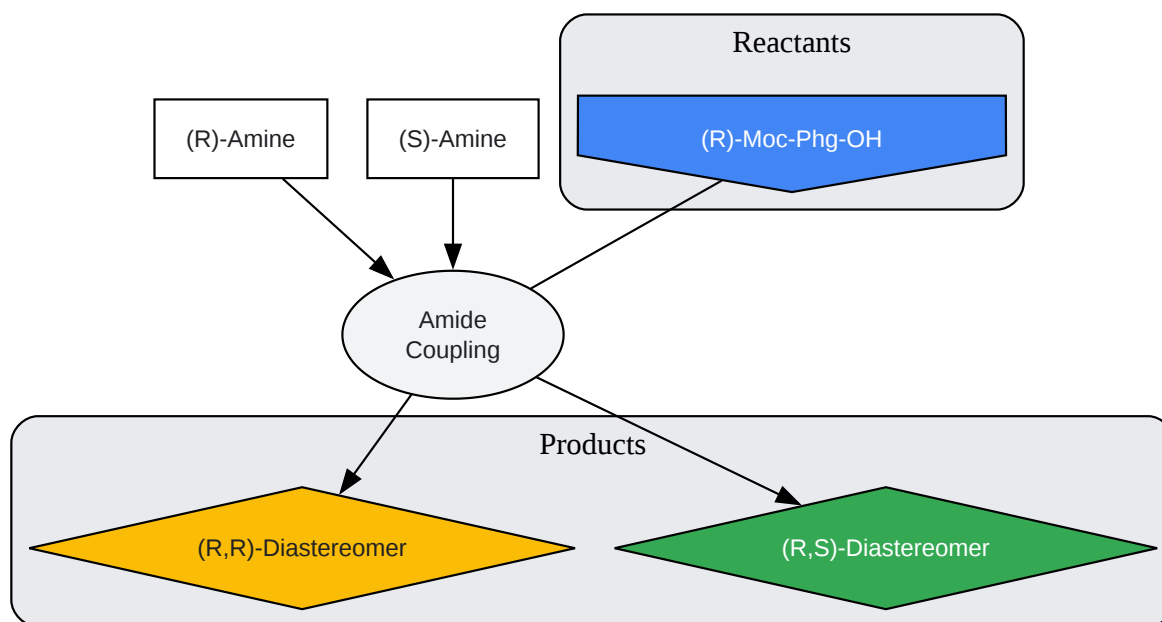 Reactants
(R)-Amine
(S)-Amine
(R)-Moc-Phg-OH
Amide
Coupling
Products
(R,R)-Diastereomer
(R,S)-Diastereomer